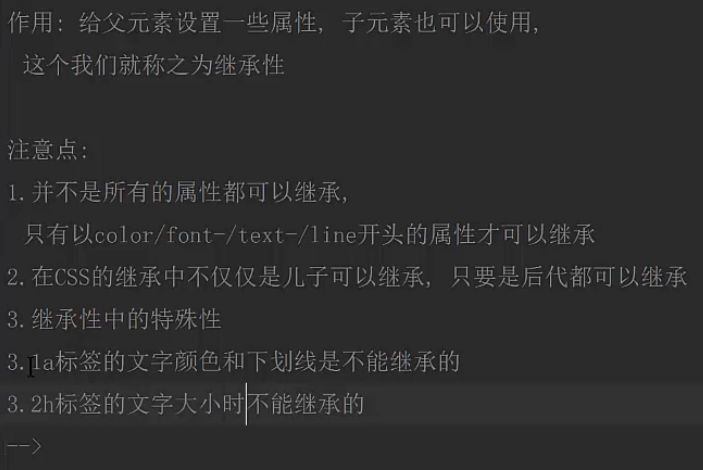 作用: 给父元素设置一些属性, 子元素也可以使用,
这个我们就称之为继承性
注意点:
1.并不是所有的属性都可以继承,
只有以color/font-/text-/line开头的属性才可以继承
2.在CSS的继承中不仅仅是儿子可以继承, 只要是后代都可以继承
3.继承性中的特殊性
3.1a标签的文字颜色和下划线是不能继承的
3.2h标签的文字大小时不能继承的
-->